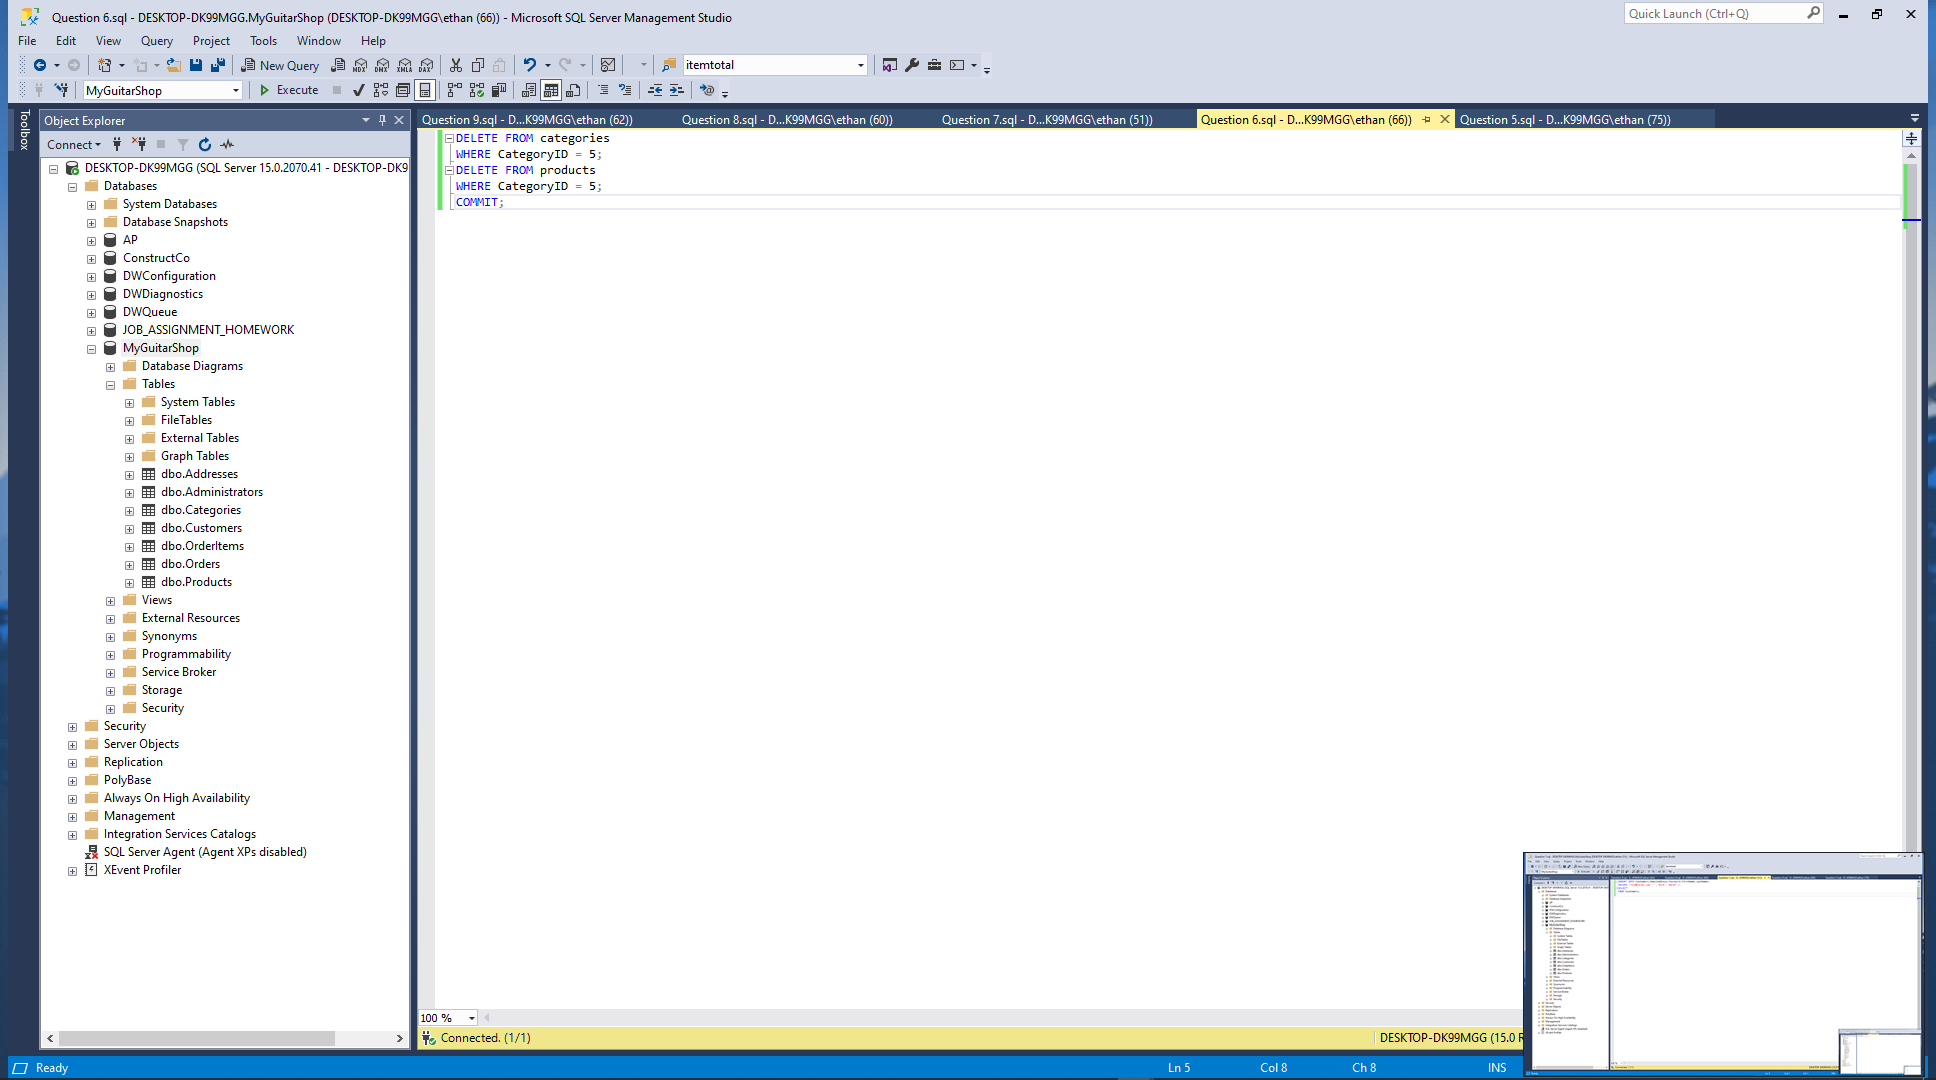 Question 6.sql - DESKTOP-DK99MGG.MyGuitarShop (DESKTOP-DK99MGG\ethan (66)) - Microsoft SQL Server Management Studio
Quick Launch (Ctrl+Q)
File Edit View Query Project Tools Window Help
New Query MDX DMX XMLA DAX itemtotal
MyGuitarShop Execute
Toolbox
Object Explorer
Connect
DESKTOP-DK99MGG (SQL Server 15.0.2070.41 - DESKTOP-DK9
Databases
System Databases
Database Snapshots
AP
ConstructCo
DWConfiguration
DWDiagnostics
DWQueue
JOB_ASSIGNMENT_HOMEWORK
MyGuitarShop
Database Diagrams
Tables
System Tables
FileTables
External Tables
Graph Tables
dbo.Addresses
dbo.Administrators
dbo.Categories
dbo.Customers
dbo.OrderItems
dbo.Orders
dbo.Products
Views
External Resources
Synonyms
Programmability
Service Broker
Storage
Security
Security
Server Objects
Replication
PolyBase
Always On High Availability
Management
Integration Services Catalogs
SQL Server Agent (Agent XPs disabled)
XEvent Profiler
Question 9.sql - D...K99MGG\ethan (62)) Question 8.sql - D...K99MGG\ethan (60)) Question 7.sql - D...K99MGG\ethan (51)) Question 6.sql - D...K99MGG\ethan (66)) Question 5.sql - D...K99MGG\ethan (75))
DELETE FROM categories
WHERE CategoryID = 5;
DELETE FROM products
WHERE CategoryID = 5;
COMMIT;
100 %
Connected. (1/1) DESKTOP-DK99MGG (15.0 R
Ready Ln 5 Col 8 Ch 8 INS